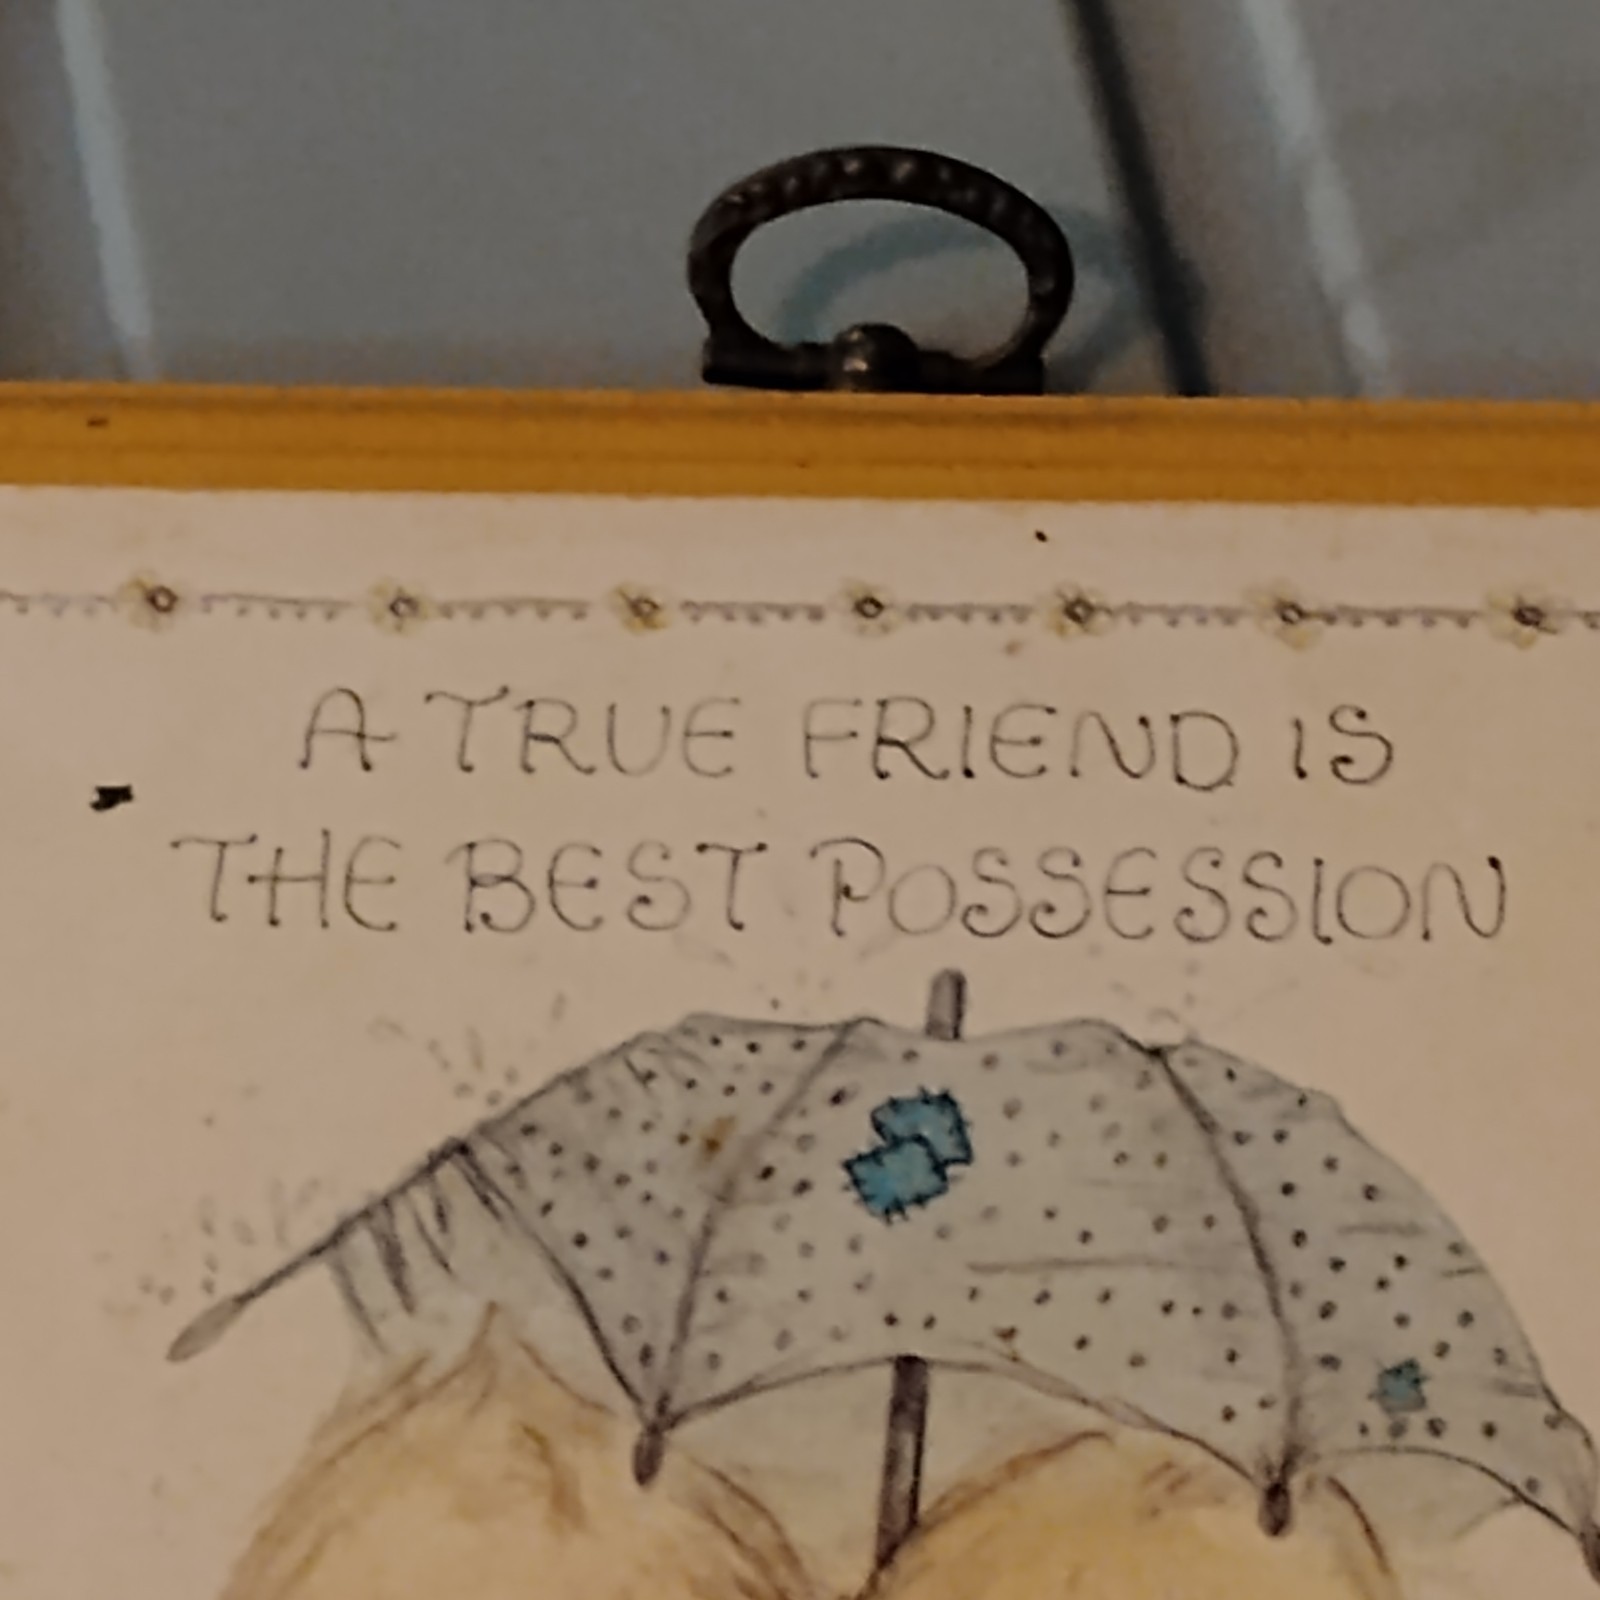 A TRUE FRIEND IS
THE BEST POSSESSION